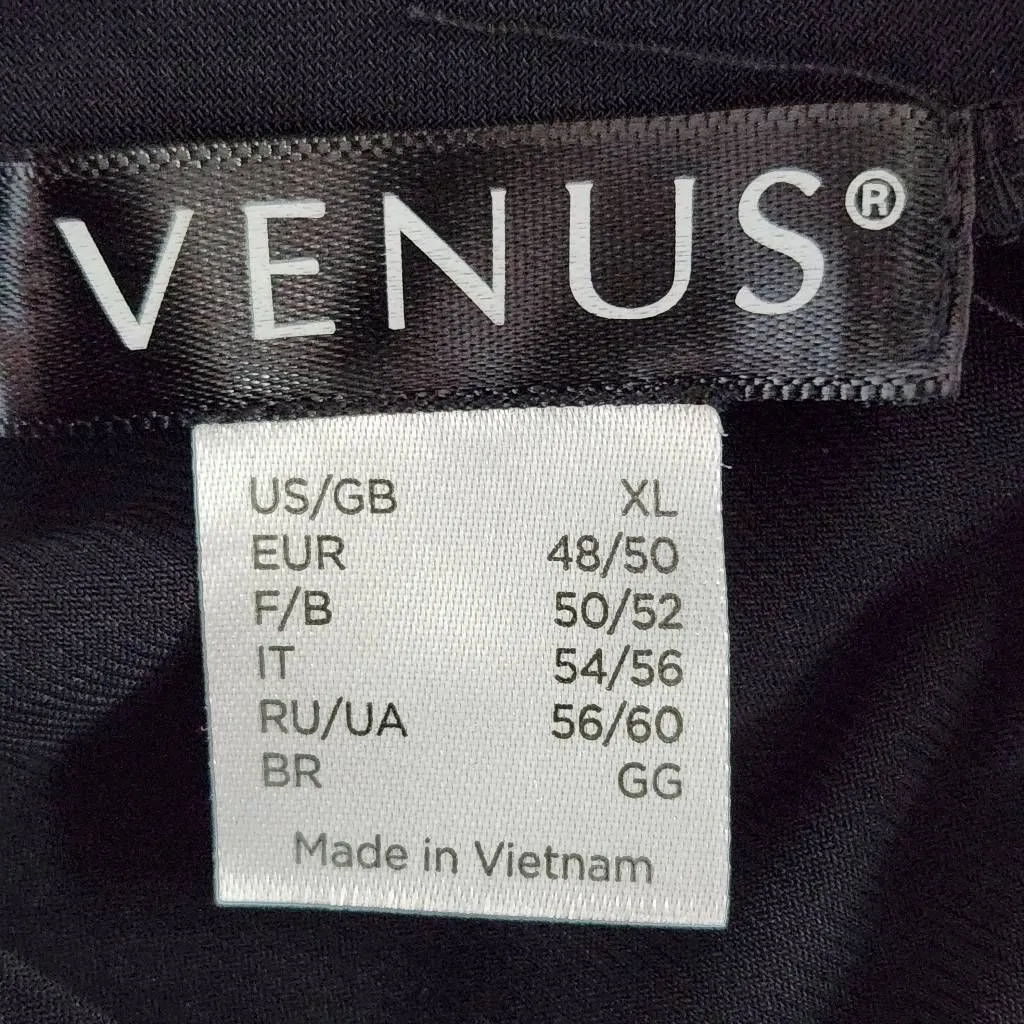 VENUS®
US/GB XL
EUR 48/50
F/B 50/52
IT 54/56
RU/UA 56/60
BR GG
Made in Vietnam